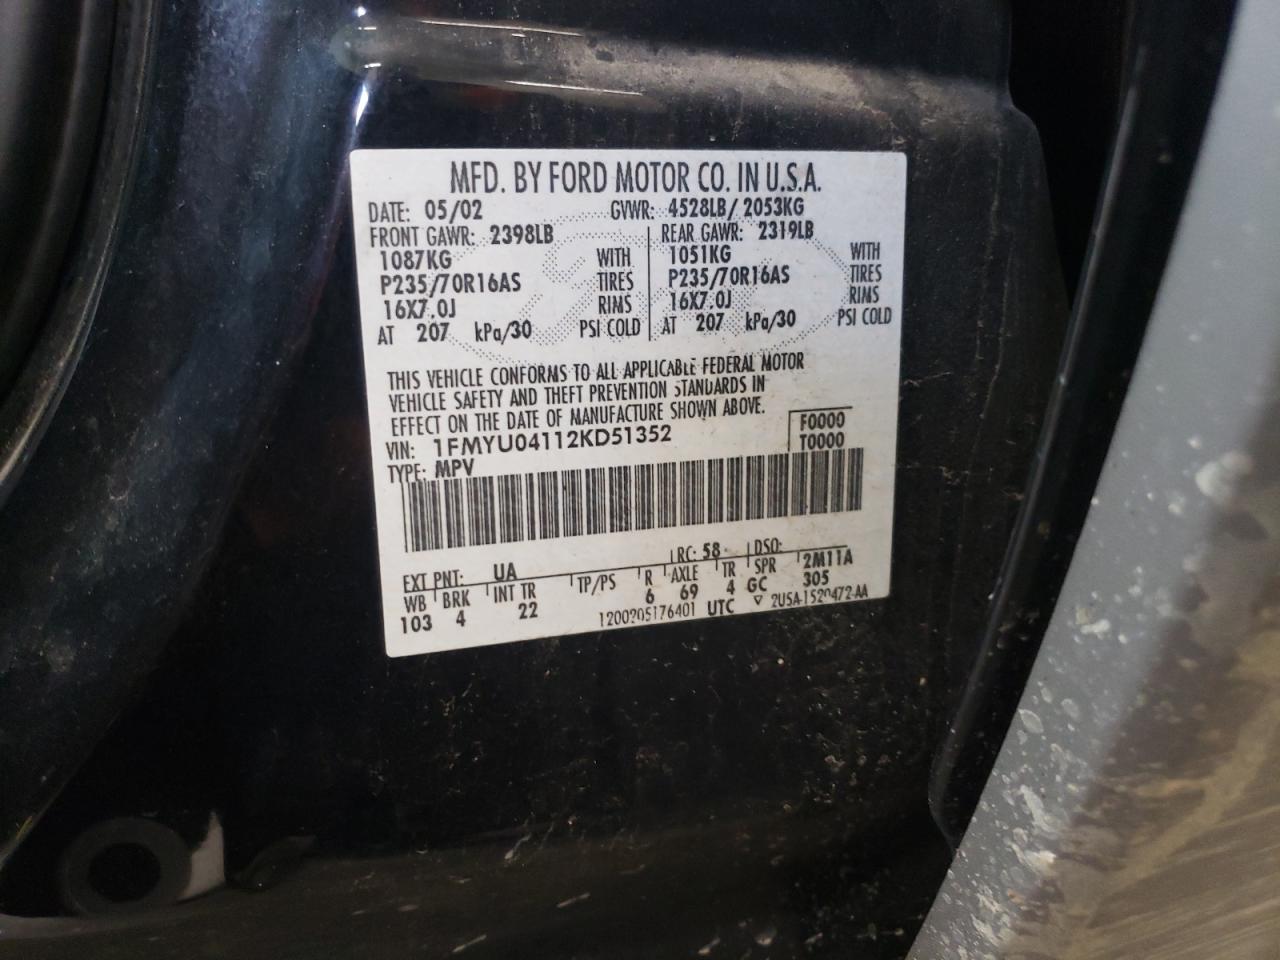 MFD. BY FORD MOTOR CO. IN U.S.A.
DATE: 05/02 GVWR: 4528LB/ 2053KG
FRONT GAWR: 2398LB REAR GAWR: 2319LB
1087KG WITH 1051KG WITH
P235/70R16AS TIRES P235/70R16AS TIRES
16X7.0J RIMS 16X7.0J RIMS
AT 207 kPa/30 PSI COLD AT 207 kPa/30 PSI COLD
THIS VEHICLE CONFORMS TO ALL APPLICABLE FEDERAL MOTOR
VEHICLE SAFETY AND THEFT PREVENTION STANDARDS IN
EFFECT ON THE DATE OF MANUFACTURE SHOWN ABOVE.
VIN: 1FMYU04112KD51352 F0000
TYPE: MPV T0000
EXT PNT: UA RC: 58 DSO:
WB BRK INT TR TP/PS R AXLE TR SPR 2M11A
103 4 22 6 69 4 GC 305
1200205176401 UTC ▽ 2U5A-1520472-AA